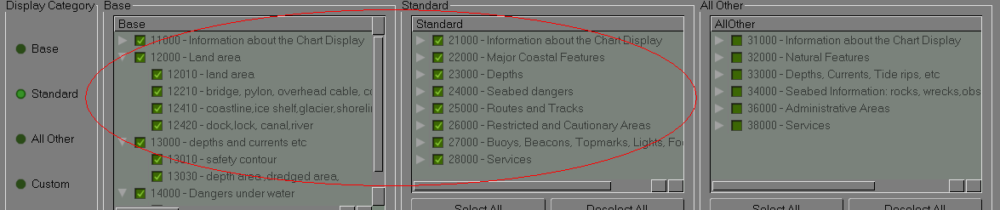 Display Category
Base
Standard
All Other
Custom
Base
Base
11000 - Information about the Chart Display
12000 - Land area
12010 - land area
12210 - bridge, pylon, overhead cable, co
12410 - coastline,ice shelf,glacier,shorelin
12420 - dock,lock, canal,river
13000 - depths and currents etc
13010 - safety contour
13030 - depth area, dredged area,
14000 - Dangers under water
Standard
Standard
21000 - Information about the Chart Display
22000 - Major Coastal Features
23000 - Depths
24000 - Seabed dangers
25000 - Routes and Tracks
26000 - Restricted and Cautionary Areas
27000 - Buoys, Beacons, Topmarks, Lights, Fo
28000 - Services
Select All
Deselect All
All Other
AllOther
31000 - Information about the Chart Display
32000 - Natural Features
33000 - Depths, Currents, Tide rips, etc
34000 - Seabed Information: rocks, wrecks,obs
36000 - Administrative Areas
38000 - Services
Select All
Deselect All